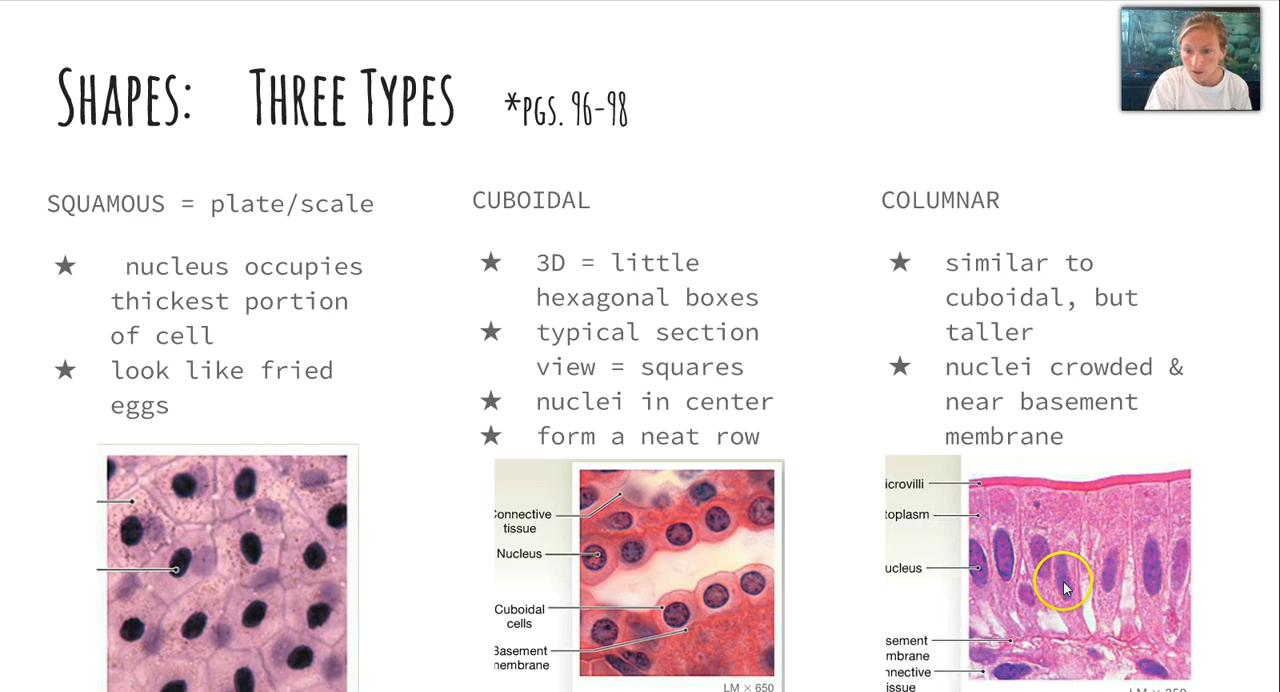 SHAPES: THREE TYPES *PGS. 96-98
SQUAMOUS = plate/scale
★ nucleus occupies
thickest portion
of cell
★ look like fried
eggs
CUBOIDAL
★ 3D = little
hexagonal boxes
★ typical section
view = squares
★ nuclei in center
★ form a neat row
Connective
tissue
Nucleus
Cuboidal
cells
Basement
membrane
LM × 650
COLUMNAR
★ similar to
cuboidal, but
taller
★ nuclei crowded &
near basement
membrane
icrovilli
toplasm
ucleus
sement
mbrane
nnective
issue